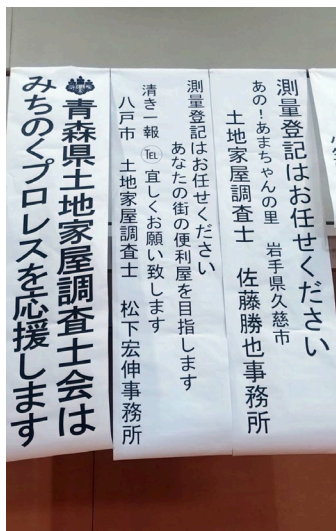 測量登記はお任せください
あの！あまちゃんの里　岩手県久慈市
土地家屋調査士　佐藤勝也事務所
測量登記はお任せください
あなたの街の便利屋を目指します
清き一報 ℡ 宜しくお願い致します
八戸市　土地家屋調査士　松下宏伸事務所
青森県土地家屋調査士会は
みちのくプロレスを応援します